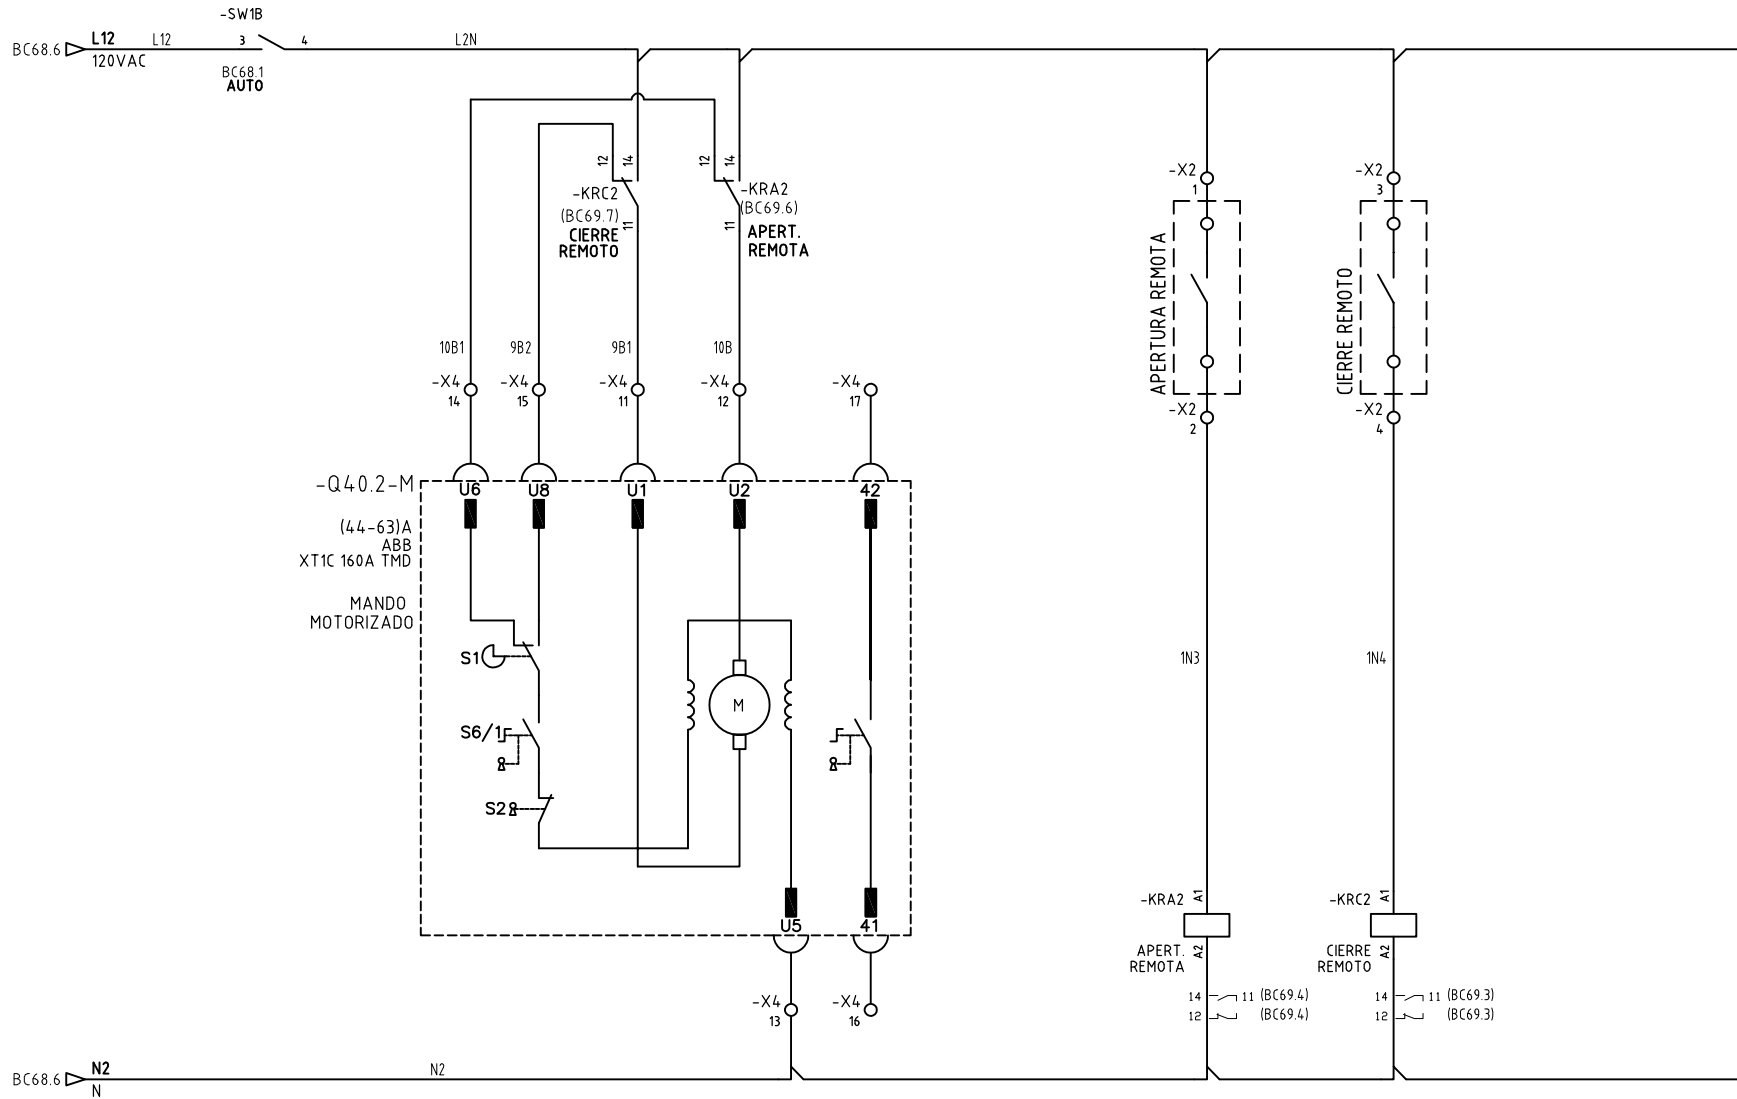 -SW1B
BC68.6
L12
L12
3
4
L2N
120VAC
BC68.1
AUTO
12
14
12
14
-KRC2
(BC69.7)
CIERRE
REMOTO
11
-KRA2
(BC69.6)
11
APERT.
REMOTA
-X2
1
-X2
3
APERTURA REMOTA
CIERRE REMOTO
10B1
9B2
9B1
10B
-X4
14
-X4
15
-X4
11
-X4
12
-X4
17
-X2
2
-X2
4
-Q40.2-M
U6
U8
U1
U2
42
(44-63)A
ABB
XT1C 160A TMD
MANDO
MOTORIZADO
S1
1N3
1N4
M
S6/1
S2
-KRA2
A1
-KRC2
A1
U5
41
APERT.
REMOTA
A2
CIERRE
REMOTO
A2
14
11 (BC69.4)
12
(BC69.4)
14
11 (BC69.3)
12
(BC69.3)
-X4
13
-X4
16
BC68.6
N2
N2
N